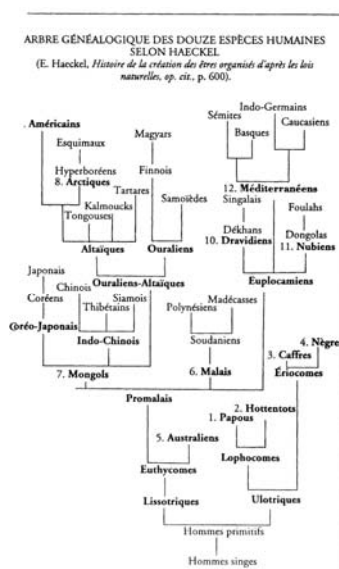 ARBRE GÉNÉALOGIQUE DES DOUZE ESPÈCES HUMAINES
SELON HAECKEL
(E. Haeckel, Histoire de la création des êtres organisés d'après les lois
naturelles, op. cit., p. 600).
Indo-Germains
Sémites
Caucasiens
Basques
. Américains
Magyars
Esquimaux
Hyperboréens
Finnois
8. Arctiques
Tartares
12. Méditerranéens
Samoïèdes
Singalais
Foulahs
Kalmoucks
Tongouses
Dékhans
Dongolas
10. Dravidiens
11. Nubiens
Altaïques
Ouraliens
Japonais
Ouraliens-Altaïques
Euplocamiens
Chinois
Siamois
Madécasses
Coréens
Thibétains
Polynésiens
4. Nègre
Coréo-Japonais
Soudaniens
3. Caffres
Indo-Chinois
7. Mongols
6. Malais
Ériocomes
Promalais
2. Hottentots
1. Papous
5. Australiens
Lophocomes
Euthycomes
Lissotriques
Ulotriques
Hommes primitifs
Hommes singes